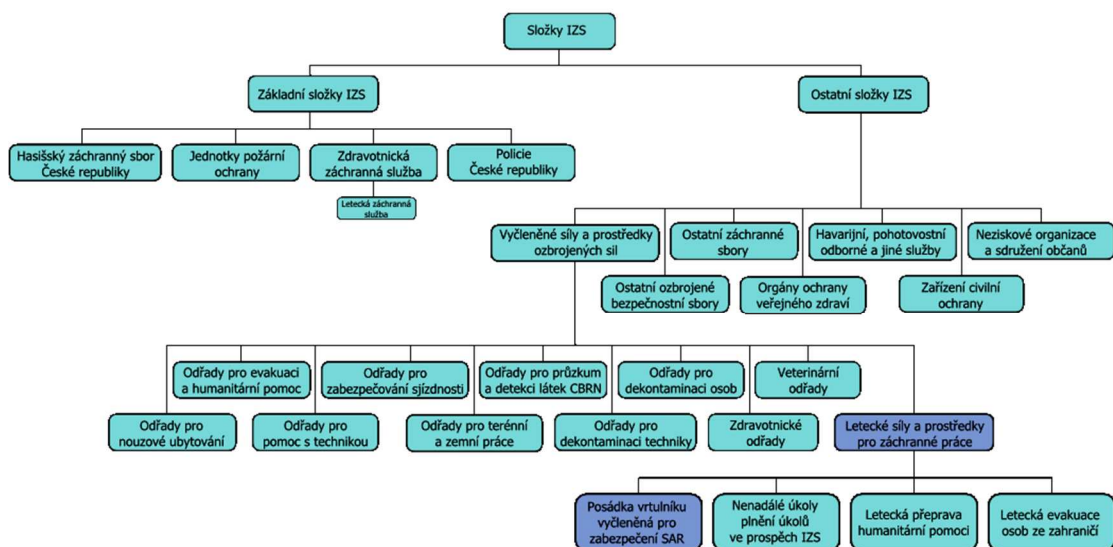 Složky IZS
Základní složky IZS
Ostatní složky IZS
Hasišský záchranný sbor
České republiky
Jednotky požární
ochrany
Zdravotnická
záchranná služba
Policie
České republiky
Letecká záchranná
služba
Vyčleněné síly a prostředky
ozbrojených sil
Ostatní záchranné
sbory
Havarijní, pohotovostní
odborné a jiné služby
Neziskové organizace
a sdružení občanů
Ostatní ozbrojené
bezpečnostní sbory
Orgány ochrany
veřejného zdraví
Zařízení civilní
ochrany
Odřady pro evakuaci
a humanitární pomoc
Odřady pro
zabezpečování sjízdnosti
Odřady pro průzkum
a detekci látek CBRN
Odřady pro
dekontaminaci osob
Veterinární
odřady
Odřady pro
nouzové ubytování
Odřady pro
pomoc s technikou
Odřady pro terénní
a zemní práce
Odřady pro
dekontaminaci techniky
Zdravotnické
odřady
Letecké síly a prostředky
pro záchranné práce
Posádka vrtulníku
vyčleněná pro
zabezpečení SAR
Nenadálé úkoly
plnění úkolů
ve prospěch IZS
Letecká přeprava
humanitární pomoci
Letecká evakuace
osob ze zahraničí